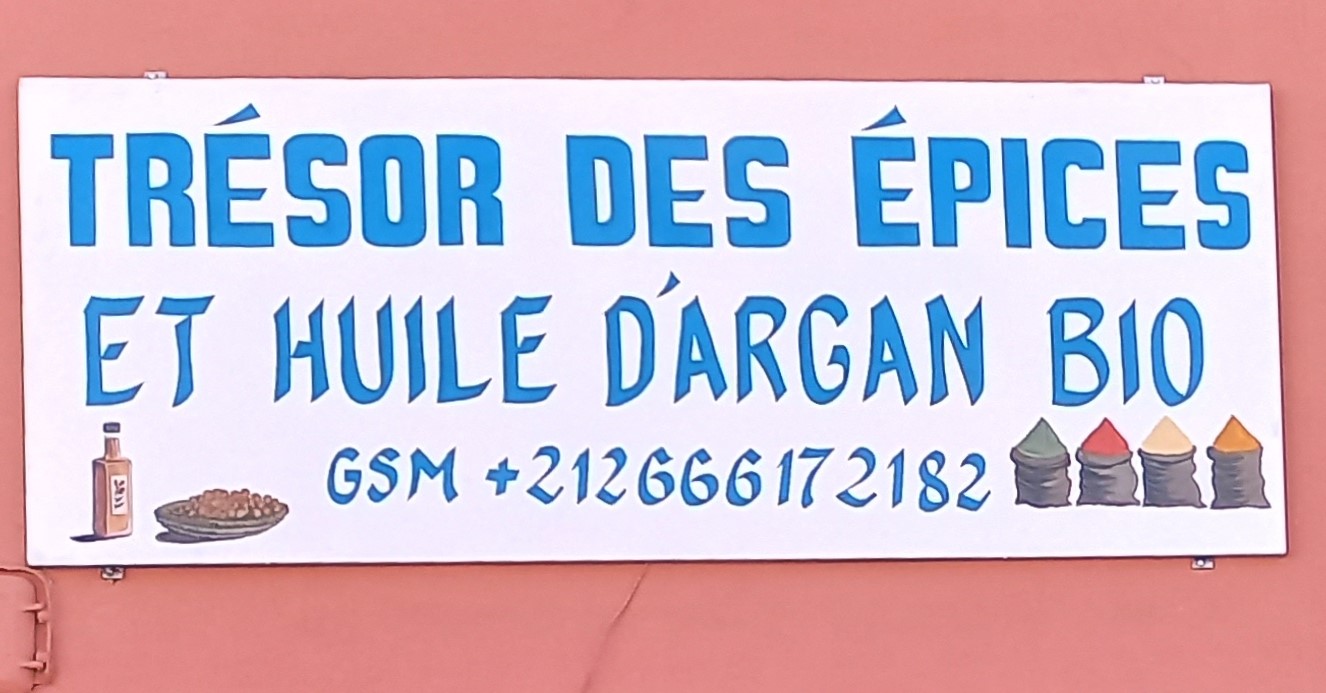 TRÉSOR DES ÉPICES
ET HUILE D'ARGAN BIO
GSM +212666172182